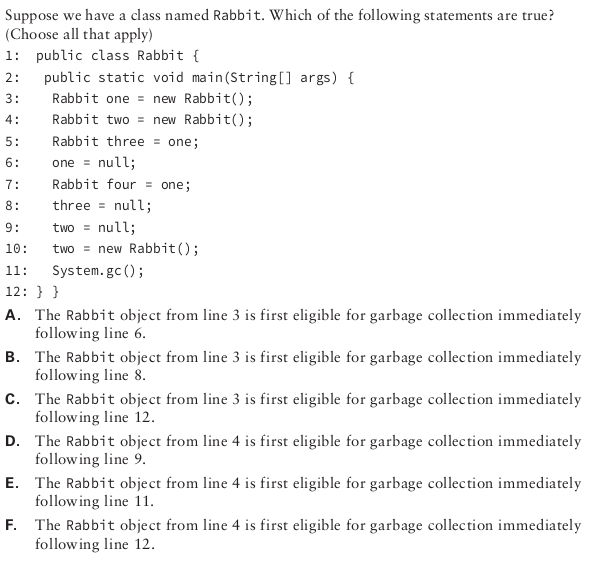 Suppose we have a class named Rabbit. Which of the following statements are true?
(Choose all that apply)
1: public class Rabbit {
2: public static void main(String[] args) {
3: Rabbit one = new Rabbit();
4: Rabbit two = new Rabbit();
5: Rabbit three = one;
6: one = null;
7: Rabbit four = one;
8: three = null;
9: two = null;
10: two = new Rabbit();
11: System.gc();
12: } }
A. The Rabbit object from line 3 is first eligible for garbage collection immediately
following line 6.
B. The Rabbit object from line 3 is first eligible for garbage collection immediately
following line 8.
C. The Rabbit object from line 3 is first eligible for garbage collection immediately
following line 12.
D. The Rabbit object from line 4 is first eligible for garbage collection immediately
following line 9.
E. The Rabbit object from line 4 is first eligible for garbage collection immediately
following line 11.
F. The Rabbit object from line 4 is first eligible for garbage collection immediately
following line 12.